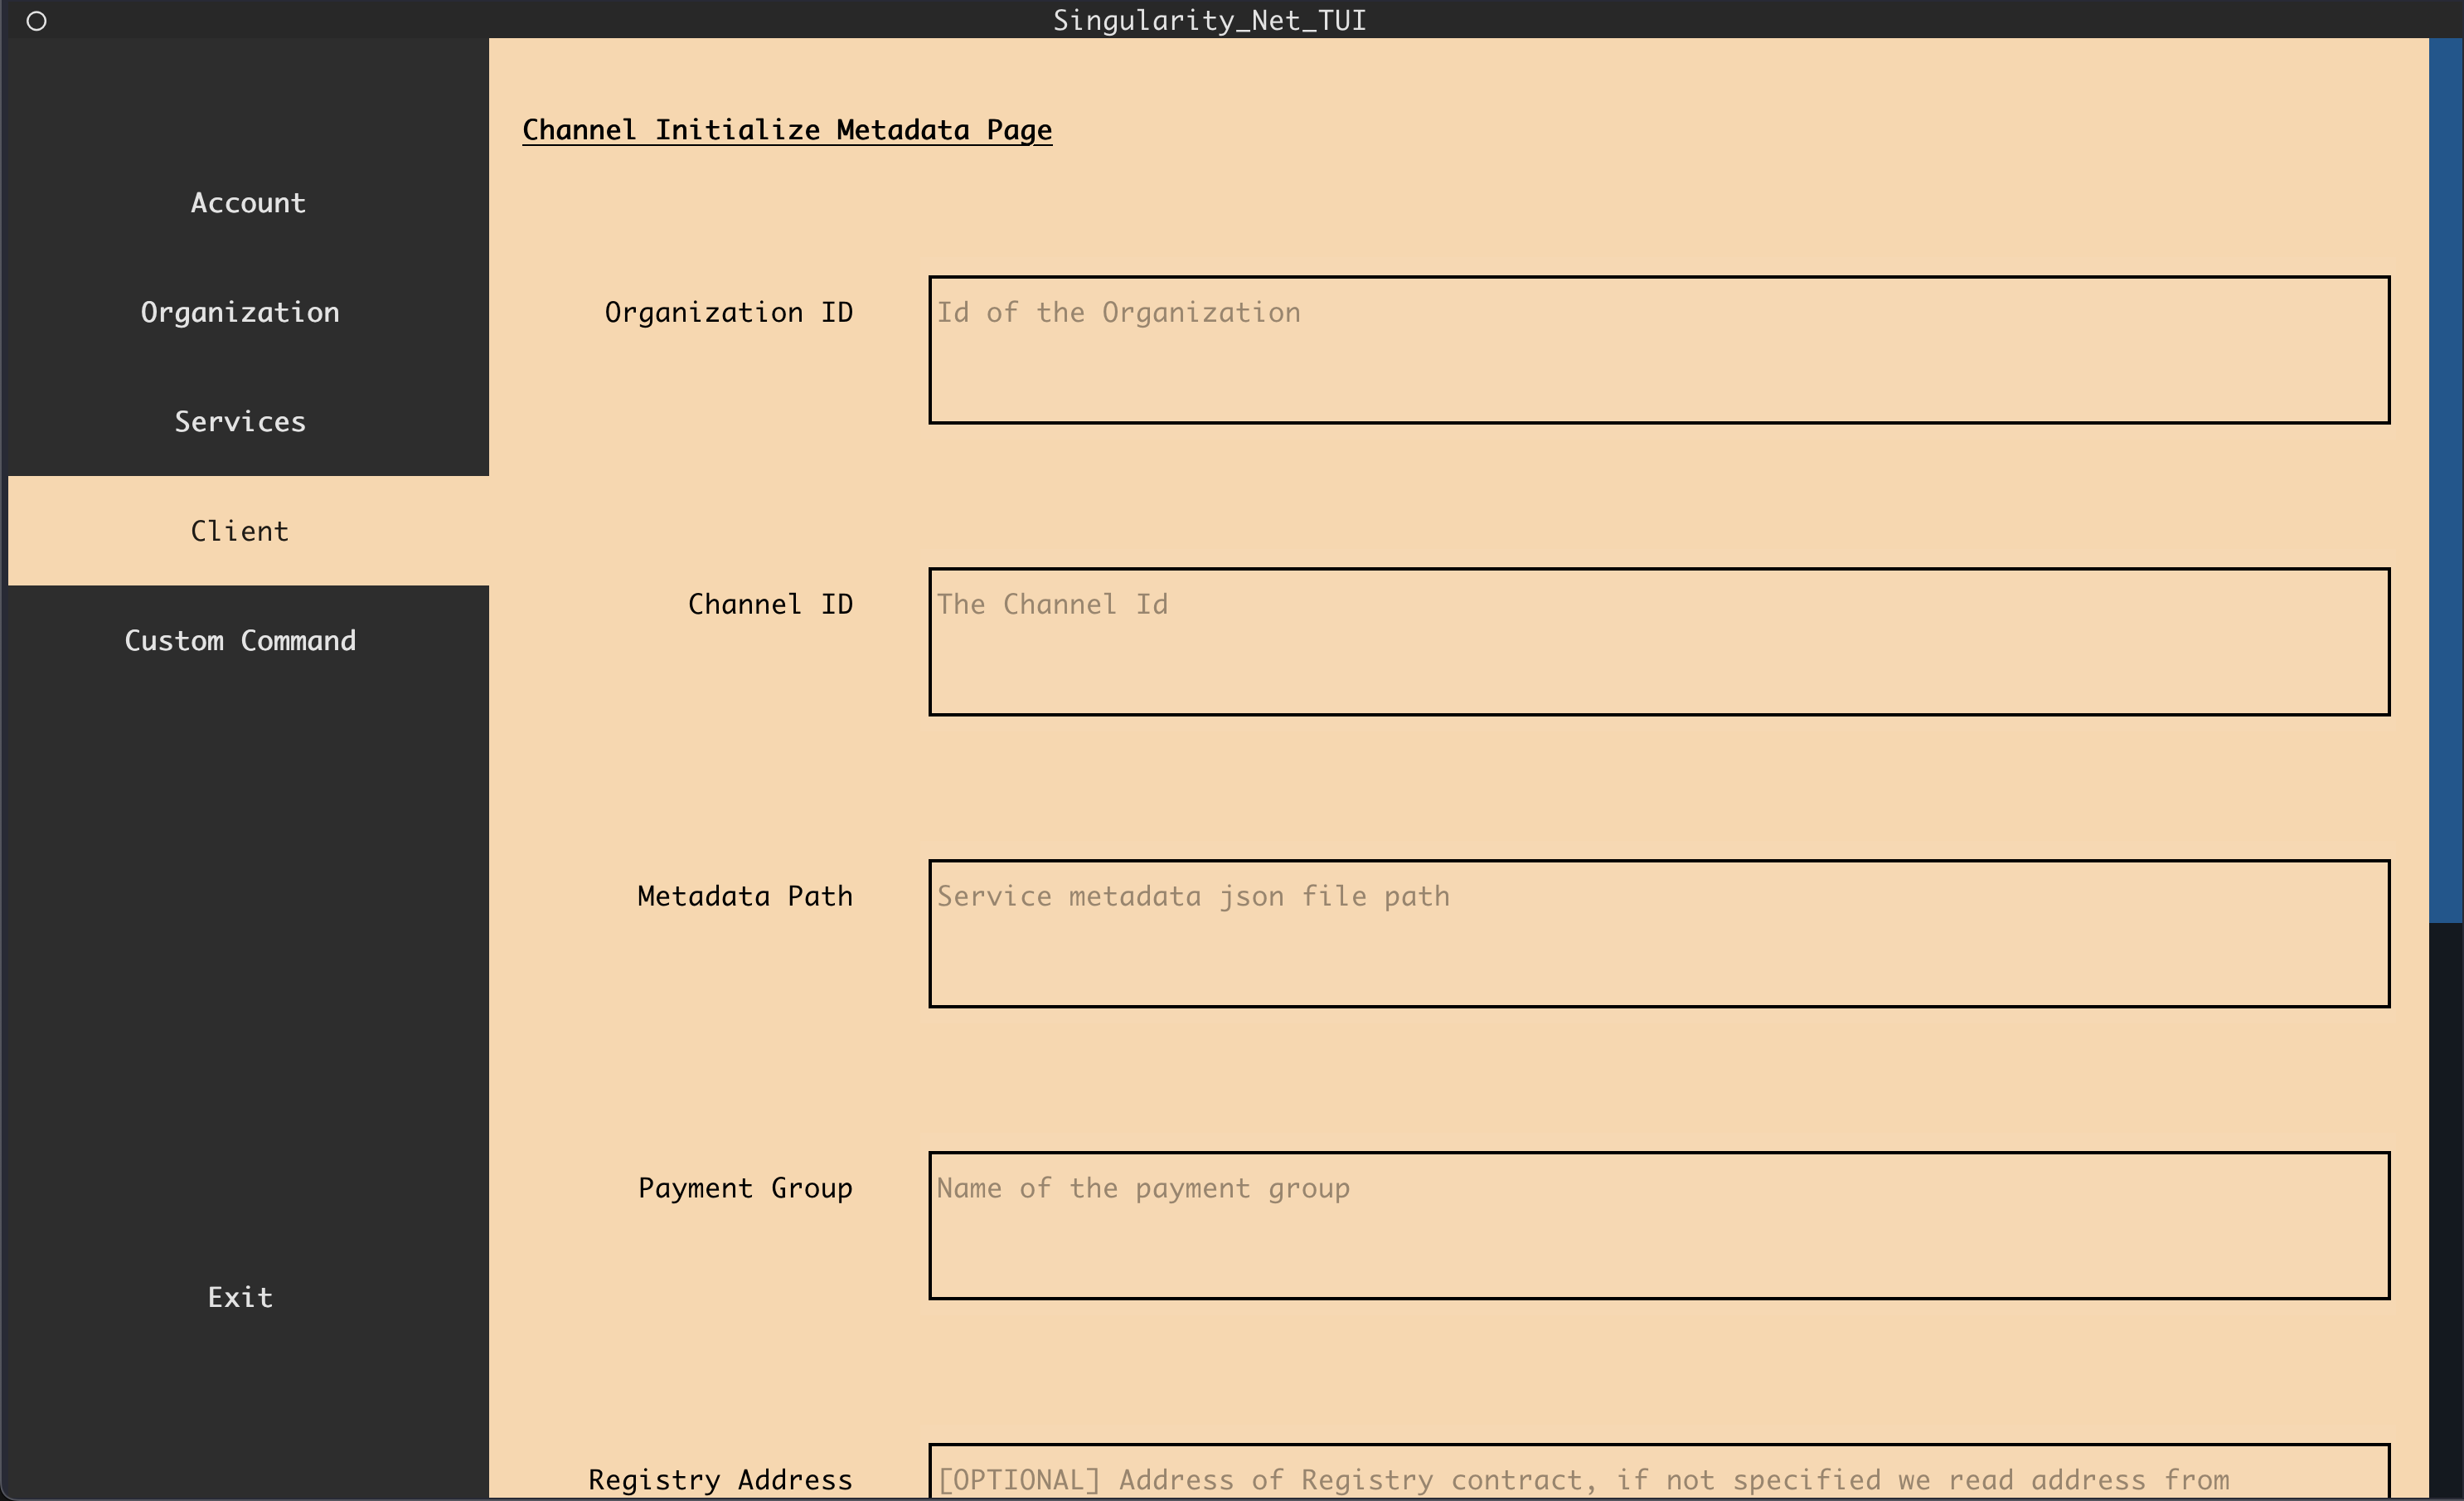 Singularity_Net_TUI
Account
Organization
Services
Client
Custom Command
Exit
Channel Initialize Metadata Page
Organization ID
Id of the Organization
Channel ID
The Channel Id
Metadata Path
Service metadata json file path
Payment Group
Name of the payment group
Registry Address
[OPTIONAL] Address of Registry contract, if not specified we read address from